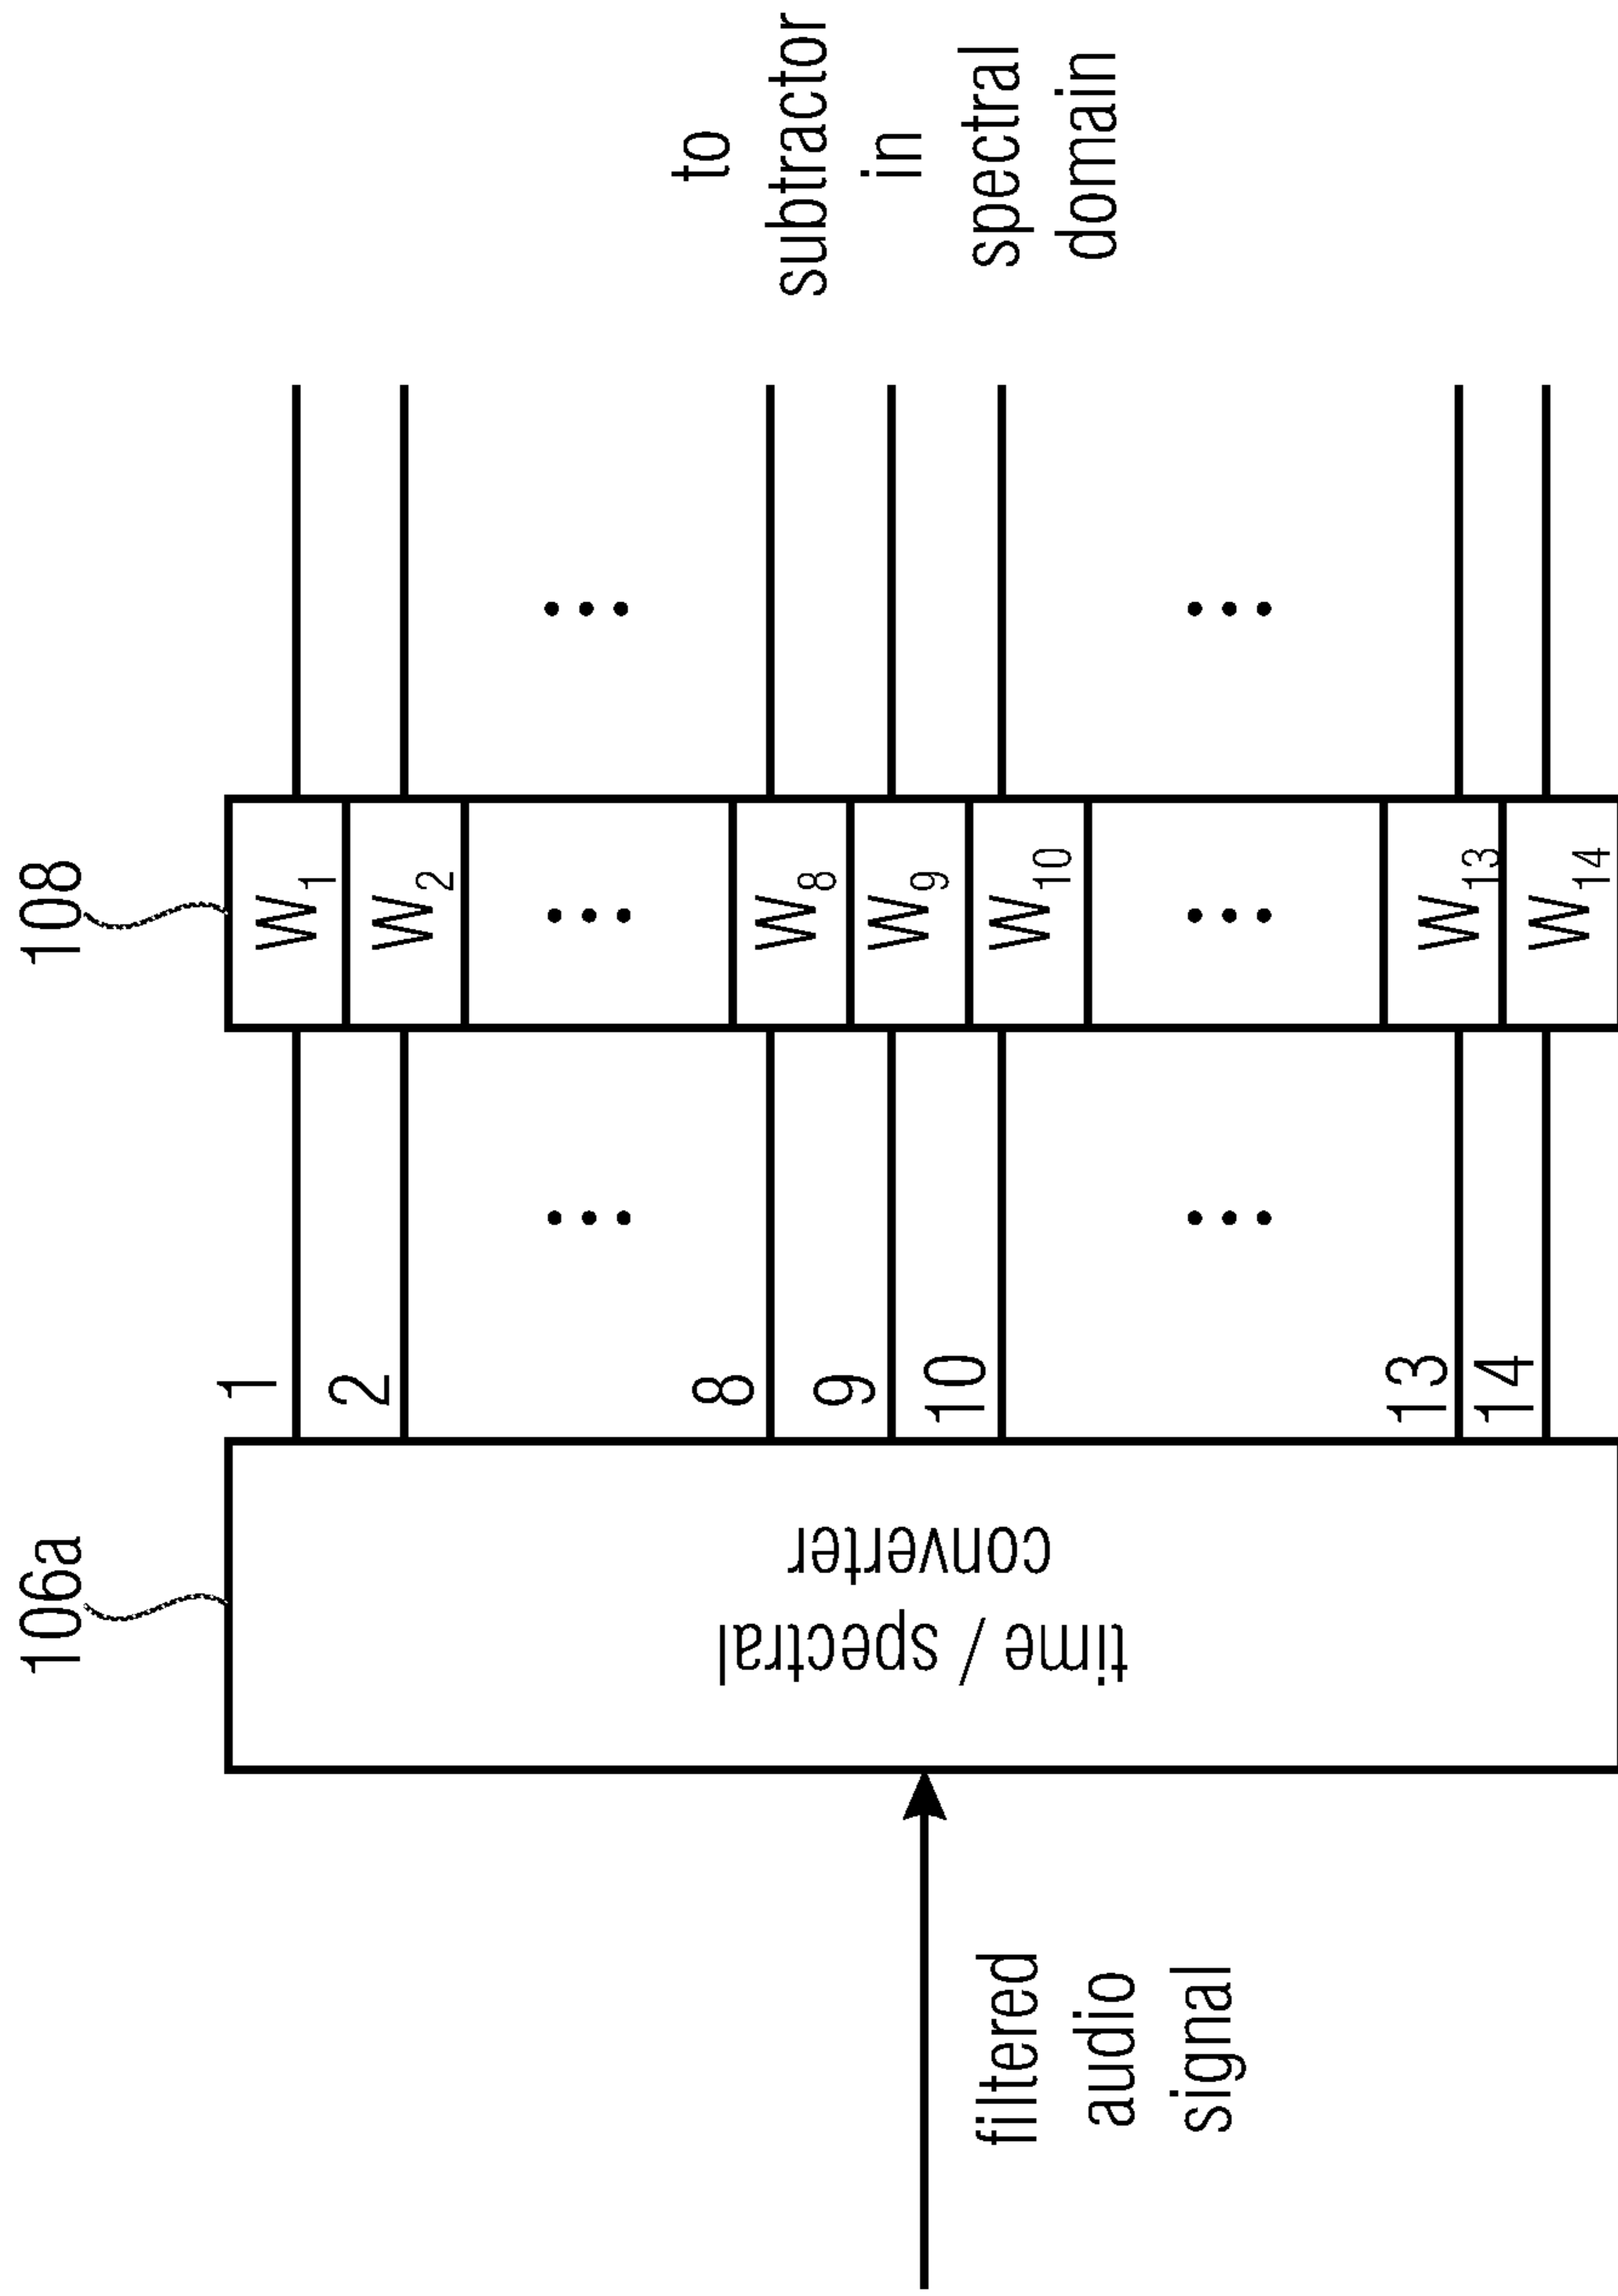 106a
108
filtered
audio
signal
time / spectral
converter
1
2
8
9
10
13
14
W1
W2
...
W8
W9
W10
...
W13
W14
...
...
...
...
to
subtractor
in
spectral
domain